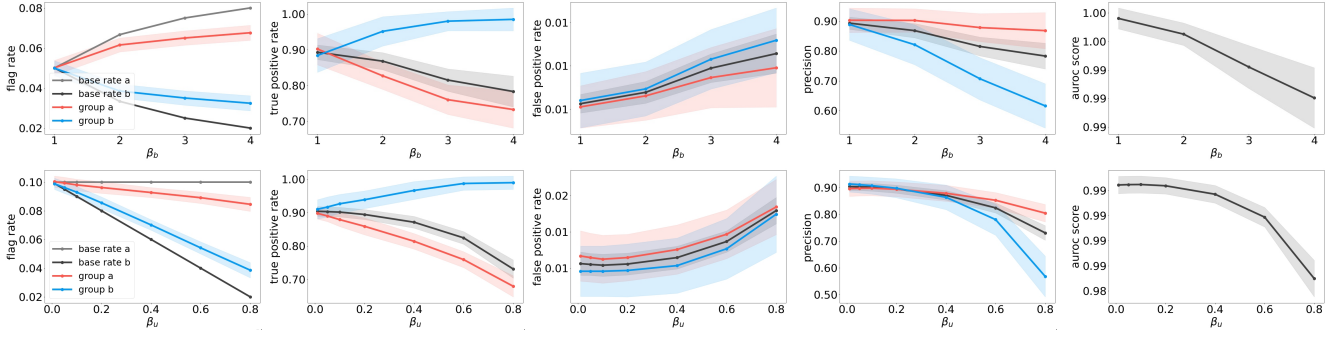 flag rate
0.08
0.06
0.04
0.02
base rate a
base rate b
group a
group b
1 2 3 4
βb
true positive rate
1.00
0.90
0.80
0.70
1 2 3 4
βb
false positive rate
0.01
0.01
0.01
1 2 3 4
βb
precision
0.90
0.80
0.70
0.60
1 2 3 4
βb
auroc score
1.00
1.00
0.99
0.99
0.99
1 2 3 4
βb
flag rate
0.10
0.08
0.06
0.04
0.02
base rate a
base rate b
group a
group b
0.0 0.2 0.4 0.6 0.8
βu
true positive rate
1.00
0.90
0.80
0.70
0.0 0.2 0.4 0.6 0.8
βu
false positive rate
0.02
0.01
0.01
0.0 0.2 0.4 0.6 0.8
βu
precision
0.90
0.80
0.70
0.60
0.50
0.0 0.2 0.4 0.6 0.8
βu
auroc score
0.99
0.99
0.99
0.99
0.98
0.0 0.2 0.4 0.6 0.8
βu